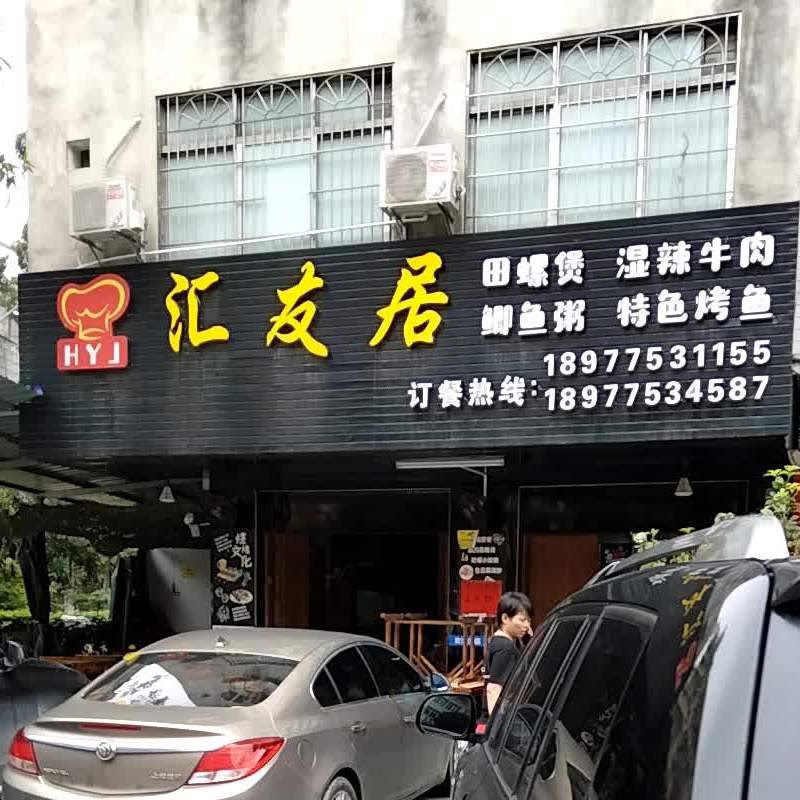 汇友居
HYJ
田螺煲 湿辣牛肉
鲫鱼粥 特色烤鱼
订餐热线:
18977531155
18977534587